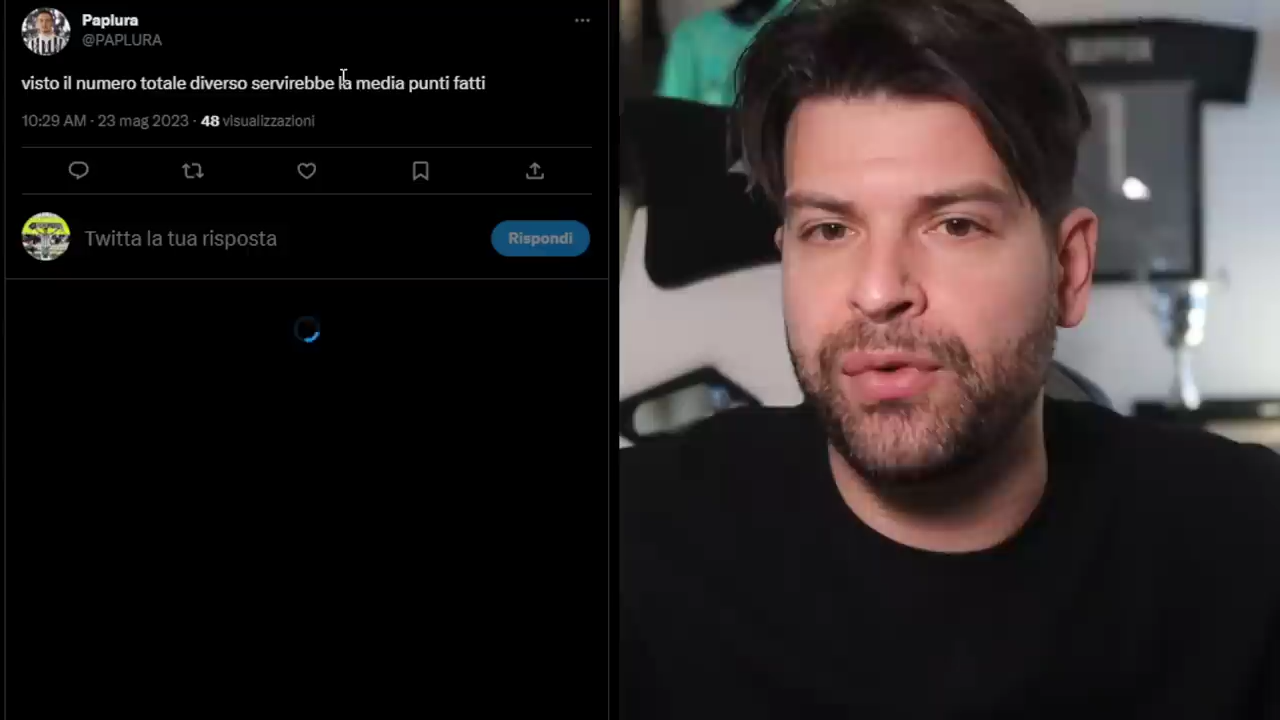 Paplura
@PAPLURA
visto il numero totale diverso servirebbe la media punti fatti
10:29 AM · 23 mag 2023 · 48 visualizzazioni
Twitta la tua risposta
Rispondi